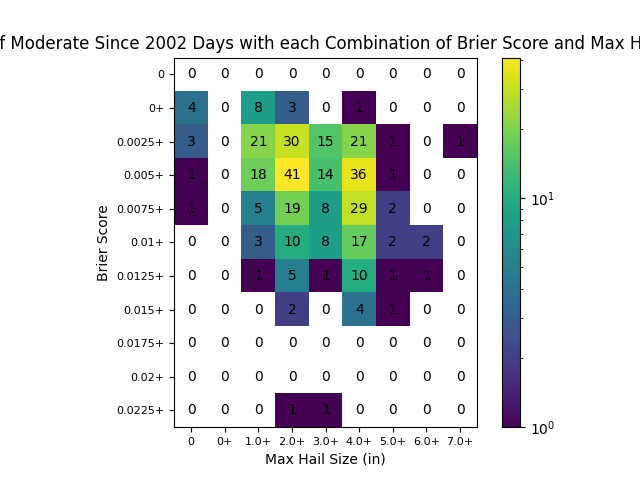 f Moderate Since 2002 Days with each Combination of Brier Score and Max H
0 0 0 0 0 0 0 0 0 0
0+ 4 0 8 3 0 1 0 0 0
0.0025+ 3 0 21 30 15 21 1 0 1
0.005+ 1 0 18 41 14 36 1 0 0
0.0075+ 1 0 5 19 8 29 2 0 0
0.01+ 0 0 3 10 8 17 2 2 0
0.0125+ 0 0 1 5 1 10 1 1 0
0.015+ 0 0 0 2 0 4 1 0 0
0.0175+ 0 0 0 0 0 0 0 0 0
0.02+ 0 0 0 0 0 0 0 0 0
0.0225+ 0 0 0 1 1 0 0 0 0
0 0+ 1.0+ 2.0+ 3.0+ 4.0+ 5.0+ 6.0+ 7.0+
Max Hail Size (in)
Brier Score
10¹
10⁰